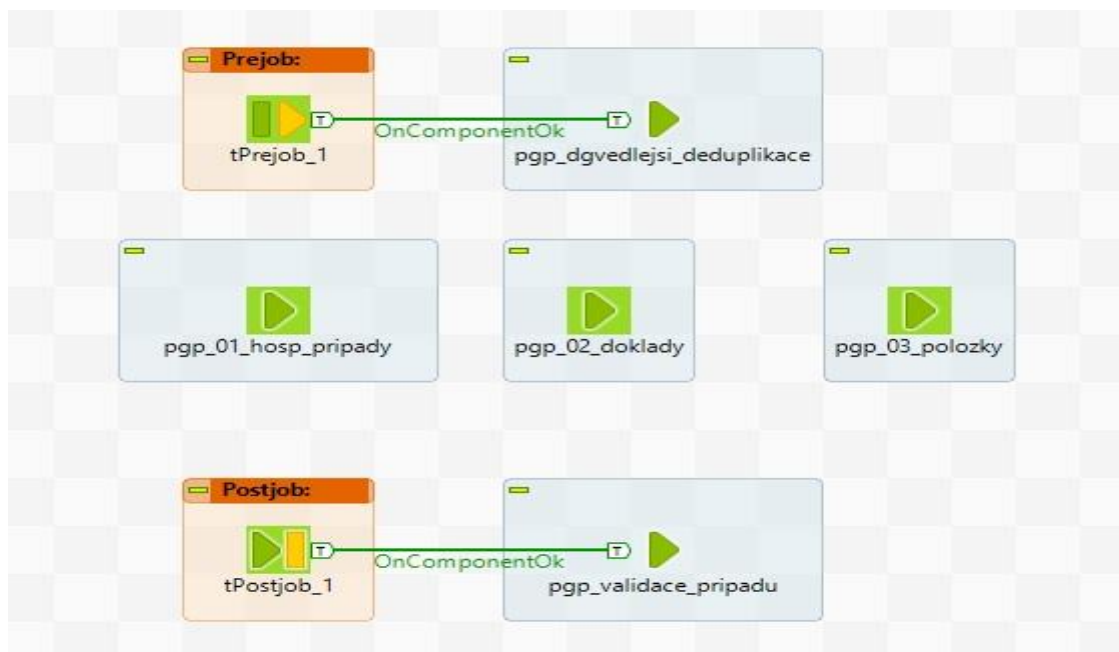 Prejob:
T
OnComponentOk
T
tPrejob_1
pgp_dgvedlejsi_deduplikace
pgp_01_hosp_pripady
pgp_02_doklady
pgp_03_polozky
Postjob:
T
OnComponentOk
T
tPostjob_1
pgp_validace_pripadu